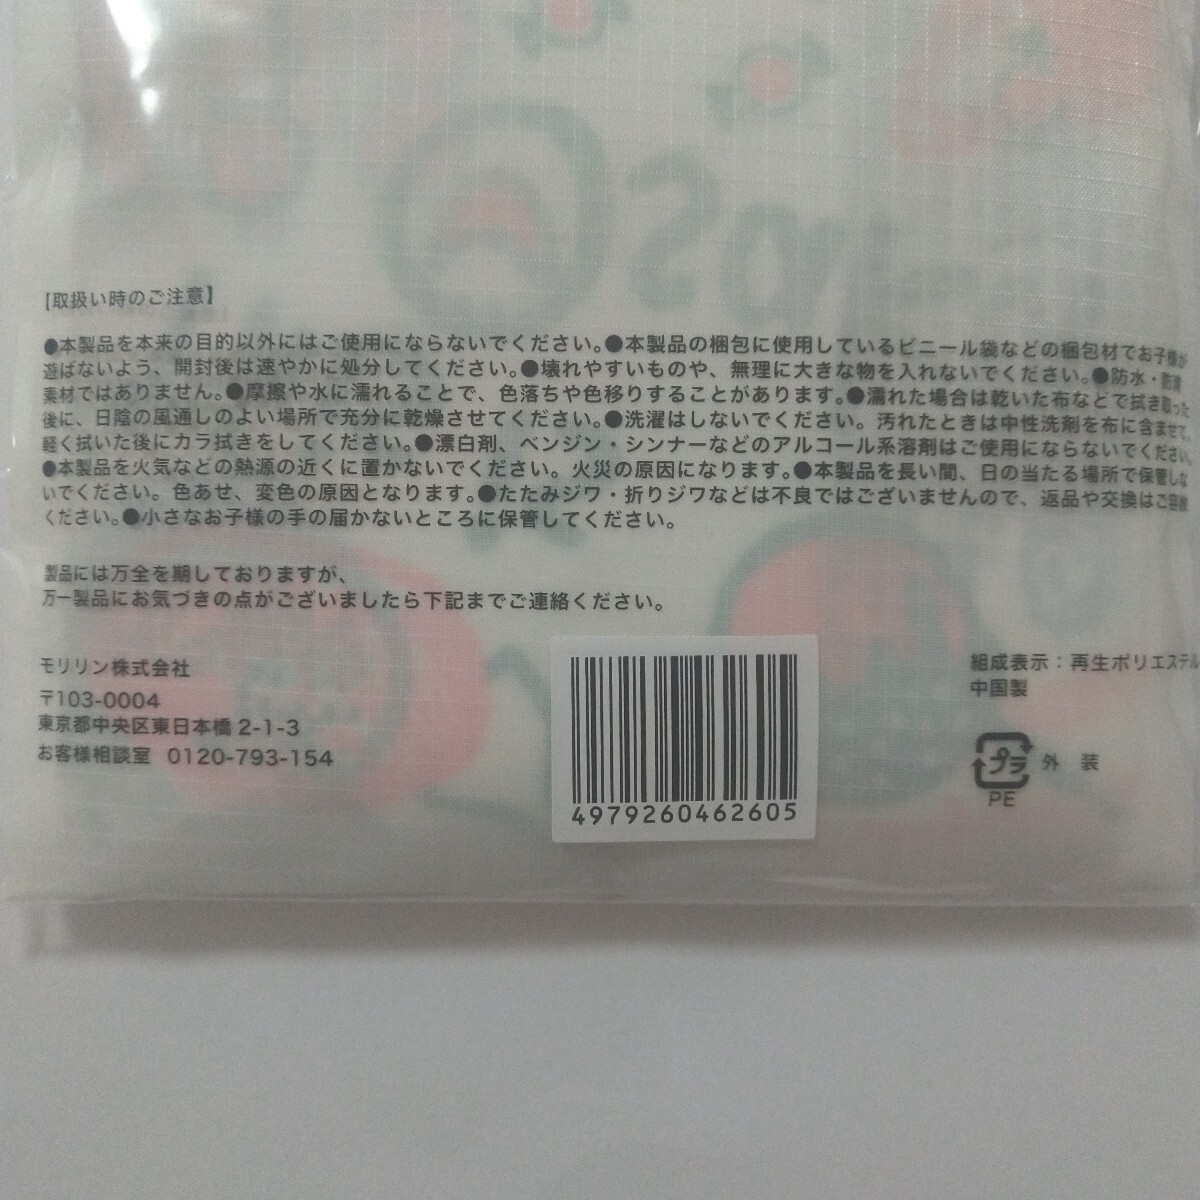 【取扱い時のご注意】
●本製品を本来の目的以外にはご使用にならないでください。●本製品の梱包に使用しているビニール袋などの梱包材でお子様が
遊ばないよう、開封後は速やかに処分してください。●壊れやすいものや、無理に大きな物を入れないでください。●防水・防滴
素材ではありません。●摩擦や水に濡れることで、色落ちや色移りすることがあります。●濡れた場合は乾いた布などで拭き取った
後に、日陰の風通しのよい場所で充分に乾燥させてください。●洗濯はしないでください。汚れたときは中性洗剤を布に含ませて、
軽く拭いた後にカラ拭きをしてください。●漂白剤、ベンジン・シンナーなどのアルコール系溶剤はご使用にならないでください。
●本製品を火気などの熱源の近くに置かないでください。火災の原因になります。●本製品を長い間、日の当たる場所で保管しな
いでください。色あせ、変色の原因となります。●たたみジワ・折りジワなどは不良ではございませんので、返品や交換はご容赦
ください。●小さなお子様の手の届かないところに保管してください。
製品には万全を期しておりますが、
万一製品にお気づきの点がございましたら下記までご連絡ください。
モリリン株式会社
〒103-0004
東京都中央区東日本橋 2-1-3
お客様相談室 0120-793-154
4979260462605
組成表示：再生ポリエステル
中国製
プラ 外 装
PE